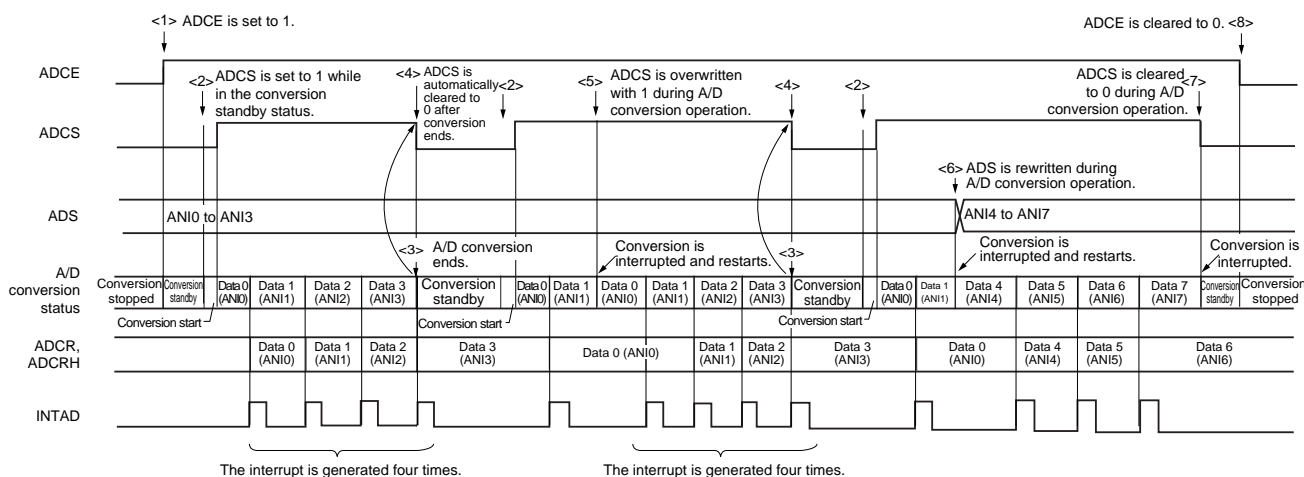 <1> ADCE is set to 1.
ADCE is cleared to 0. <8>
ADCE
<2> ADCS is set to 1 while
in the conversion
standby status.
<4> ADCS is
automatically
cleared to
0 after
conversion
ends.
<2>
<5> ADCS is overwritten
with 1 during A/D
conversion operation.
<4>
<2>
ADCS is cleared
to 0 during A/D
conversion operation.
<7>
ADCS
<6> ADS is rewritten during
A/D conversion operation.
ADS
ANI0 to ANI3
ANI4 to ANI7
<3> A/D conversion
ends.
Conversion is
interrupted and restarts.
<3>
Conversion is
interrupted and restarts.
Conversion is
interrupted.
A/D
conversion
status
Conversion
stopped
Conversion
standby
Data 0
(ANI0)
Data 1
(ANI1)
Data 2
(ANI2)
Data 3
(ANI3)
Conversion
standby
Data 0
(ANI0)
Data 1
(ANI1)
Data 0
(ANI0)
Data 1
(ANI1)
Data 2
(ANI2)
Data 3
(ANI3)
Conversion
standby
Data 0
(ANI0)
Data 1
(ANI1)
Data 4
(ANI4)
Data 5
(ANI5)
Data 6
(ANI6)
Data 7
(ANI7)
Conversion
standby
Conversion
stopped
Conversion start
Conversion start
Conversion start
ADCR,
ADCRH
Data 0
(ANI0)
Data 1
(ANI1)
Data 2
(ANI2)
Data 3
(ANI3)
Data 0 (ANI0)
Data 1
(ANI1)
Data 2
(ANI2)
Data 3
(ANI3)
Data 0
(ANI0)
Data 4
(ANI4)
Data 5
(ANI5)
Data 6
(ANI6)
INTAD
The interrupt is generated four times.
The interrupt is generated four times.